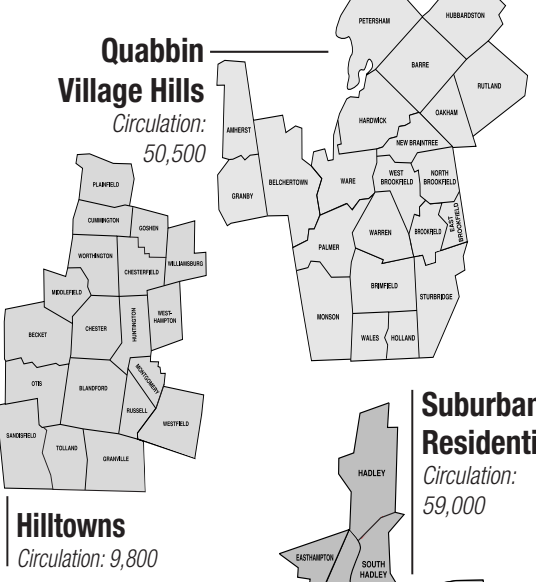 PETERSHAM
HUBBARDSTON
Quabbin
Village Hills
Circulation:
50,500
BARRE
RUTLAND
OAKHAM
HARDWICK
NEW BRAINTREE
AMHERST
BELCHERTOWN
GRANBY
WARE
WEST
BROOKFIELD
NORTH
BROOKFIELD
EAST
BROOKFIELD
BROOKFIELD
WARREN
PALMER
BRIMFIELD
STURBRIDGE
MONSON
WALES
HOLLAND
PLAINFIELD
CUMMINGTON
GOSHEN
WORTHINGTON
CHESTERFIELD
WILLIAMSBURG
MIDDLEFIELD
CHESTER
HUNTINGTON
WEST-
HAMPTON
BECKET
OTIS
BLANDFORD
MONTGOMERY
RUSSELL
WESTFIELD
SANDISFIELD
TOLLAND
GRANVILLE
Hilltowns
Circulation: 9,800
Suburban
Residenti
Circulation:
59,000
HADLEY
EASTHAMPTON
SOUTH
HADLEY